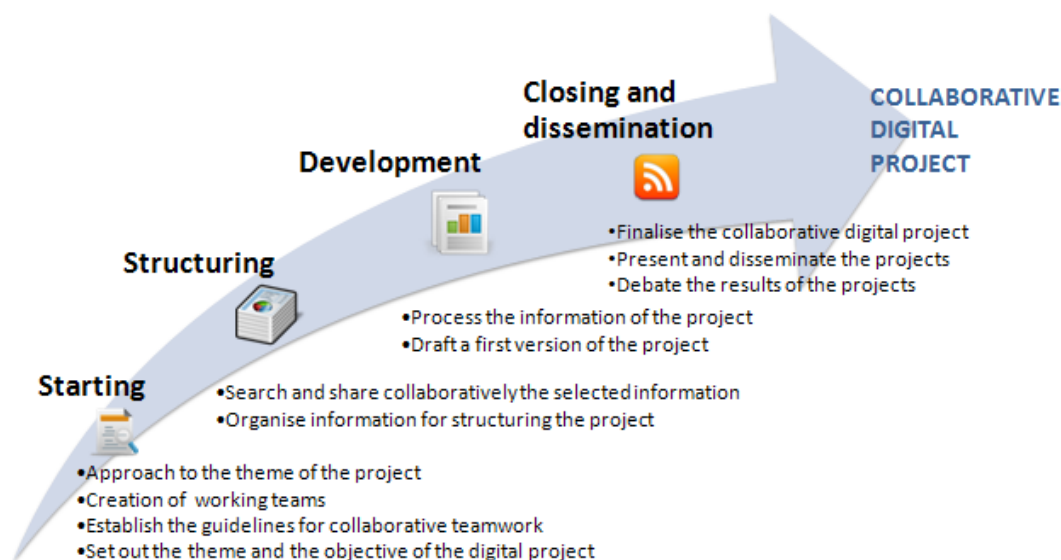 Starting
•Approach to the theme of the project
•Creation of working teams
•Establish the guidelines for collaborative teamwork
•Set out the theme and the objective of the digital project
Structuring
•Search and share collaboratively the selected information
•Organise information for structuring the project
Development
•Process the information of the project
•Draft a first version of the project
Closing and
dissemination
•Finalise the collaborative digital project
•Present and disseminate the projects
•Debate the results of the projects
COLLABORATIVE
DIGITAL
PROJECT